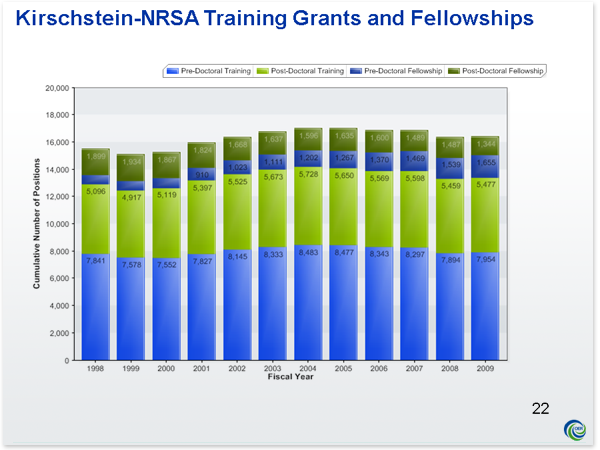 Kirschstein-NRSA Training Grants and Fellowships
Pre-Doctoral Training Post-Doctoral Training Pre-Doctoral Fellowship Post-Doctoral Fellowship
Cumulative Number of Positions
20,000
18,000
16,000
14,000
12,000
10,000
8,000
6,000
4,000
2,000
0
1,899 1,934 1,867 1,824 1,668 1,637 1,596 1,635 1,600 1,489 1,487 1,344
910 1,023 1,111 1,202 1,267 1,370 1,469 1,539 1,655
5,096 4,917 5,119 5,397 5,525 5,673 5,728 5,650 5,569 5,598 5,459 5,477
7,841 7,578 7,552 7,827 8,145 8,333 8,483 8,477 8,343 8,297 7,894 7,954
1998 1999 2000 2001 2002 2003 2004 2005 2006 2007 2008 2009
Fiscal Year
22
OER